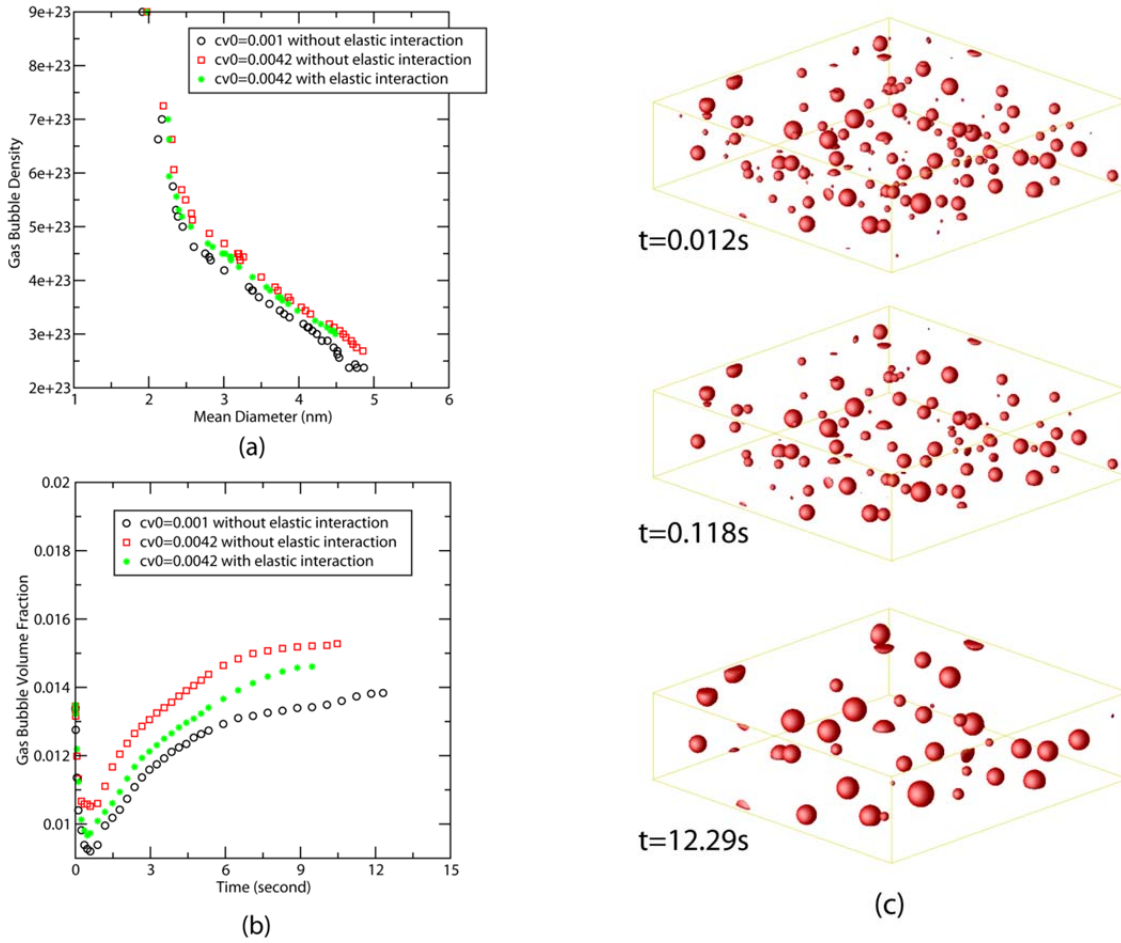 9e+23
8e+23
7e+23
6e+23
5e+23
4e+23
3e+23
2e+23
Gas Bubble Density
cv0=0.001 without elastic interaction
cv0=0.0042 without elastic interaction
cv0=0.0042 with elastic interaction
1 2 3 4 5 6
Mean Diameter (nm)
(a)
0.02
0.018
0.016
0.014
0.012
0.01
Gas Bubble Volume Fraction
cv0=0.001 without elastic interaction
cv0=0.0042 without elastic interaction
cv0=0.0042 with elastic interaction
0 3 6 9 12 15
Time (second)
(b)
t=0.012s
t=0.118s
t=12.29s
(c)